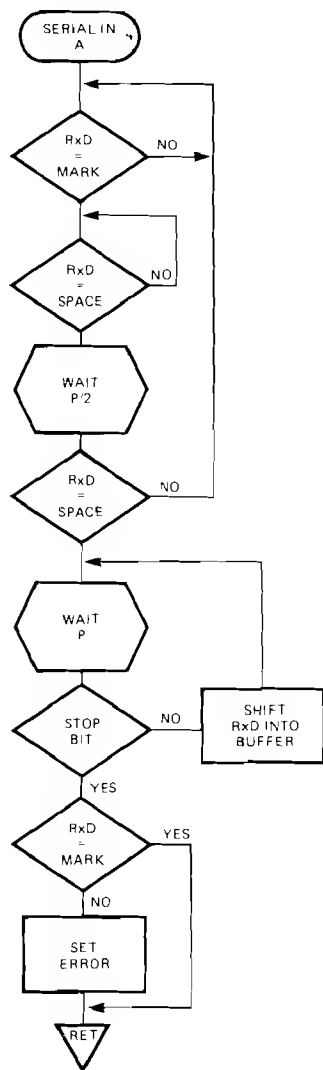 SERIAL IN
A
RxD
=
MARK
NO
RxD
=
SPACE
NO
WAIT
P/2
RxD
=
SPACE
NO
WAIT
P
STOP
BIT
NO
SHIFT
RxD INTO
BUFFER
YES
RxD
=
MARK
YES
NO
SET
ERROR
RET